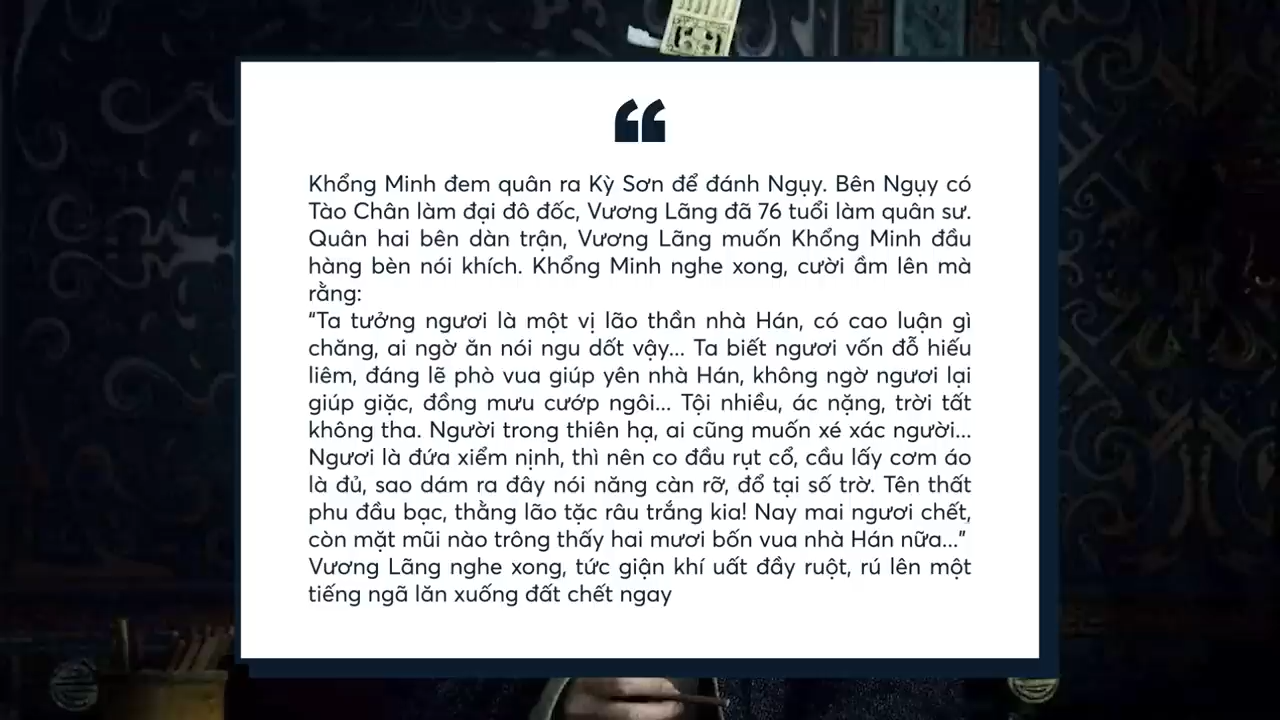 Khổng Minh đem quân ra Kỳ Sơn để đánh Ngụy. Bên Ngụy có
Tào Chân làm đại đô đốc, Vương Lãng đã 76 tuổi làm quân sư.
Quân hai bên dàn trận, Vương Lãng muốn Khổng Minh đầu
hàng bèn nói khích. Khổng Minh nghe xong, cười ầm lên mà
rằng:
“Ta tưởng ngươi là một vị lão thần nhà Hán, có cao luận gì
chăng, ai ngờ ăn nói ngu dốt vậy... Ta biết ngươi vốn đỗ hiếu
liêm, đáng lẽ phò vua giúp yên nhà Hán, không ngờ ngươi lại
giúp giặc, đồng mưu cướp ngôi... Tội nhiều, ác nặng, trời tất
không tha. Người trong thiên hạ, ai cũng muốn xé xác người...
Ngươi là đứa xiểm nịnh, thì nên co đầu rụt cổ, cầu lấy cơm áo
là đủ, sao dám ra đây nói năng càn rỡ, đổ tại số trờ. Tên thất
phu đầu bạc, thằng lão tặc râu trắng kia! Nay mai ngươi chết,
còn mặt mũi nào trông thấy hai mươi bốn vua nhà Hán nữa...”
Vương Lãng nghe xong, tức giận khí uất đầy ruột, rú lên một
tiếng ngã lăn xuống đất chết ngay